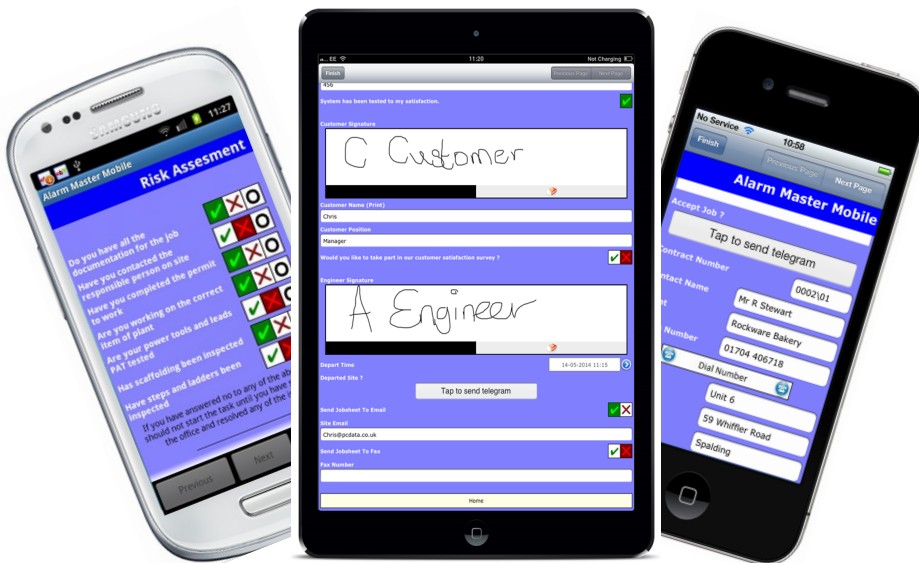 SAMSUNG
11:27
Alarm Master Mobile
Risk Assesment
Do you have all the
documentation for the job
Have you contacted the
responsible person on site
Have you completed the permit
to work
Are you working on the correct
item of plant
Are your power tools and leads
PAT tested
Has scaffolding been inspected
Have steps and ladders been
inspected
If you have answered no to any of the
should not start the task until you have
the office and resolved any of the
Previous
Next
EE
11:20
Not Charging
Finish
Previous Page
Next Page
456
System has been tested to my satisfaction.
Customer Signature
C Customer
Customer Name (Print)
Chris
Customer Position
Manager
Would you like to take part in our customer satisfaction survey ?
Engineer Signature
A Engineer
Depart Time
14-05-2014 11:15
Departed Site ?
Tap to send telegram
Send Jobsheet To Email
Site Email
Chris@pcdata.co.uk
Send Jobsheet To Fax
Fax Number
Home
No Service
10:58
Finish
Previous Page
Next Page
Alarm Master Mobile
Accept Job ?
Tap to send telegram
Contract Number
0002\01
Contact Name
Mr R Stewart
Rockware Bakery
Number
01704 406718
Dial Number
Unit 6
59 Whiffler Road
Spalding